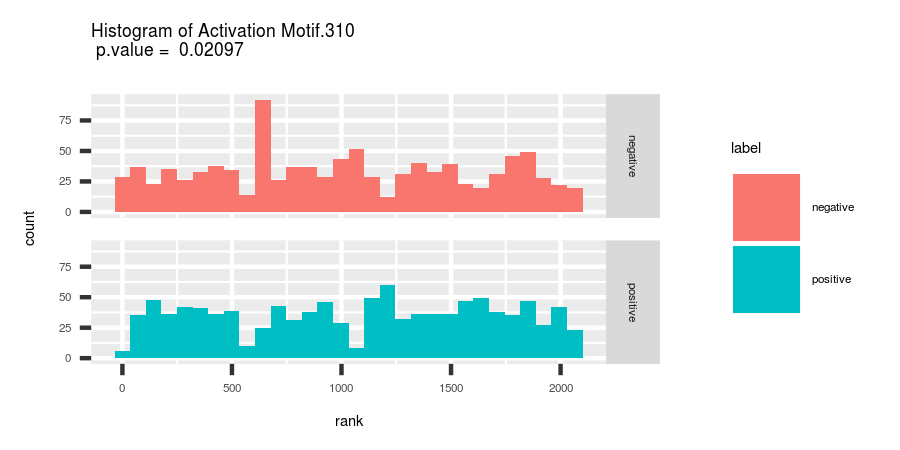 Histogram of Activation Motif.310
p.value = 0.02097
count
75
50
25
0
negative
75
50
25
0
positive
0 500 1000 1500 2000
rank
label
negative
positive